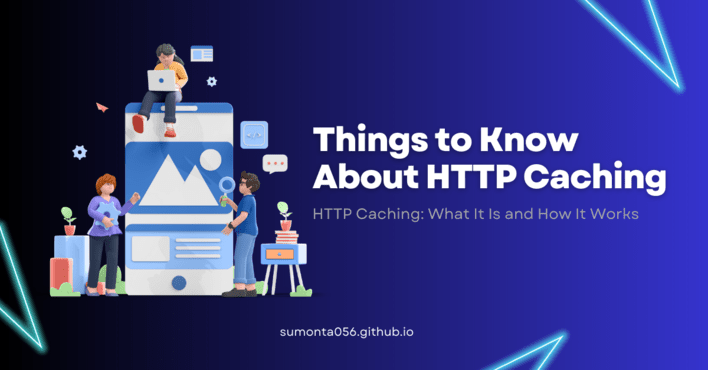 Things to Know
About HTTP Caching
HTTP Caching: What It Is and How It Works
sumonta056.github.io